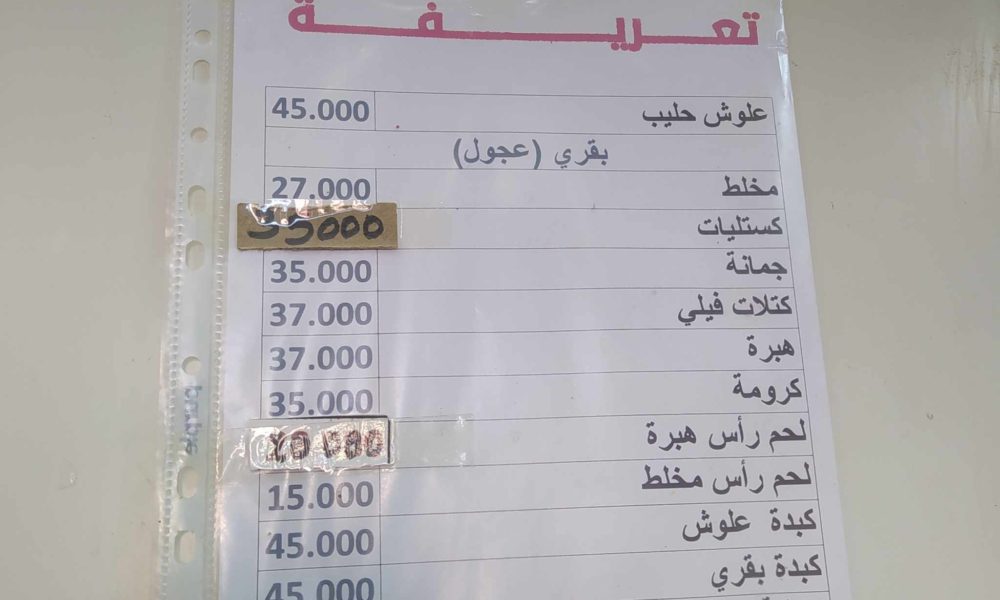 تعريفة
علوش حليب 45.000
بقري (عجول)
مخلط 27.000
كستليات 35000
جمانة 35.000
كتلات فيلي 37.000
هبرة 37.000
كرومة 35.000
لحم رأس هبرة
لحم رأس مخلط 15.000
كبدة علوش 45.000
كبدة بقري 45.000